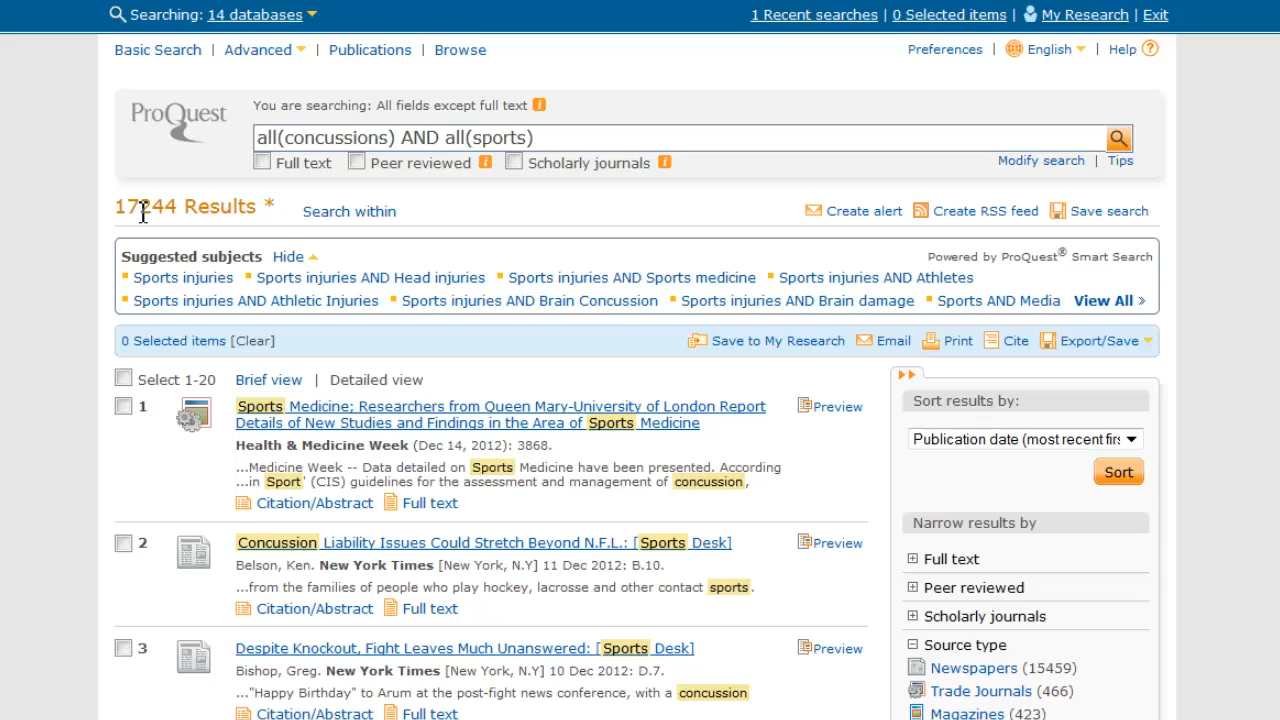 Searching: 14 databases
1 Recent searches | 0 Selected items | My Research | Exit
Basic Search | Advanced | Publications | Browse
Preferences | English | Help ?
ProQuest
You are searching: All fields except full text i
all(concussions) AND all(sports)
Full text Peer reviewed i Scholarly journals i
Modify search | Tips
17244 Results *
Search within
Create alert Create RSS feed Save search
Suggested subjects Hide
Powered by ProQuest® Smart Search
Sports injuries Sports injuries AND Head injuries Sports injuries AND Sports medicine Sports injuries AND Athletes
Sports injuries AND Athletic Injuries Sports injuries AND Brain Concussion Sports injuries AND Brain damage Sports AND Media View All >
0 Selected items [Clear]
Save to My Research Email Print Cite Export/Save
Select 1-20 Brief view | Detailed view
1 Sports Medicine; Researchers from Queen Mary-University of London Report
Details of New Studies and Findings in the Area of Sports Medicine
Preview
Health & Medicine Week (Dec 14, 2012): 3868.
...Medicine Week -- Data detailed on Sports Medicine have been presented. According
...in Sport' (CIS) guidelines for the assessment and management of concussion,
Citation/Abstract Full text
2 Concussion Liability Issues Could Stretch Beyond N.F.L.: [Sports Desk]
Preview
Belson, Ken. New York Times [New York, N.Y] 11 Dec 2012: B.10.
...from the families of people who play hockey, lacrosse and other contact sports.
Citation/Abstract Full text
3 Despite Knockout, Fight Leaves Much Unanswered: [Sports Desk]
Preview
Bishop, Greg. New York Times [New York, N.Y] 10 Dec 2012: D.7.
..."Happy Birthday" to Arum at the post-fight news conference, with a concussion
Citation/Abstract Full text
Sort results by:
Publication date (most recent firs
Sort
Narrow results by
Full text
Peer reviewed
Scholarly journals
Source type
Newspapers (15459)
Trade Journals (466)
Magazines (423)